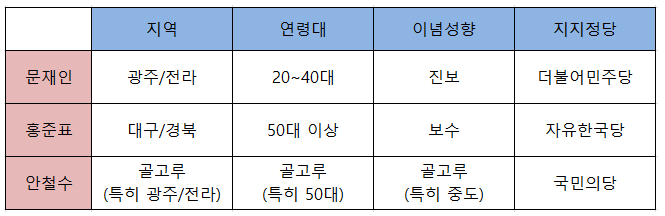 지역 연령대 이념성향 지지정당
문재인 광주/전라 20~40대 진보 더불어민주당
홍준표 대구/경북 50대 이상 보수 자유한국당
안철수 골고루 (특히 광주/전라) 골고루 (특히 50대) 골고루 (특히 중도) 국민의당